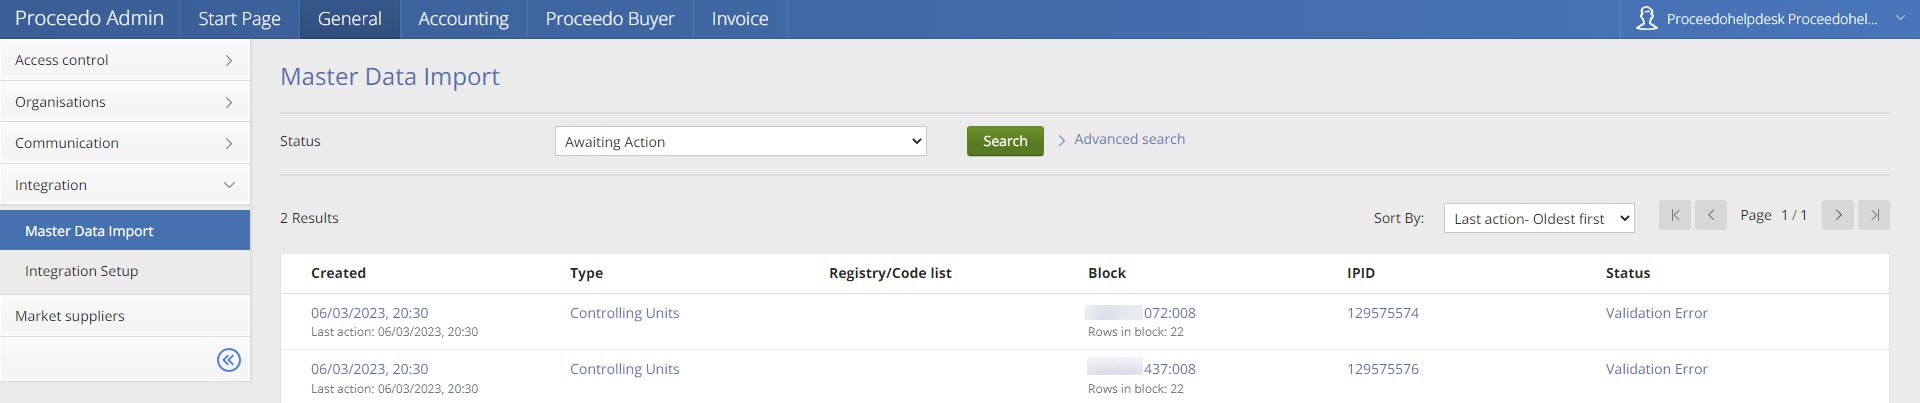 Proceedo Admin Start Page General Accounting Proceedo Buyer Invoice Proceedohelpdesk Proceedohel...
Access control
Organisations
Communication
Integration
Master Data Import
Integration Setup
Market suppliers
Master Data Import
Status Awaiting Action Search Advanced search
2 Results Sort By: Last action- Oldest first Page 1 / 1
Created Type Registry/Code list Block IPID Status
06/03/2023, 20:30 Controlling Units 072:008 129575574 Validation Error
Last action: 06/03/2023, 20:30 Rows in block: 22
06/03/2023, 20:30 Controlling Units 437:008 129575576 Validation Error
Last action: 06/03/2023, 20:30 Rows in block: 22